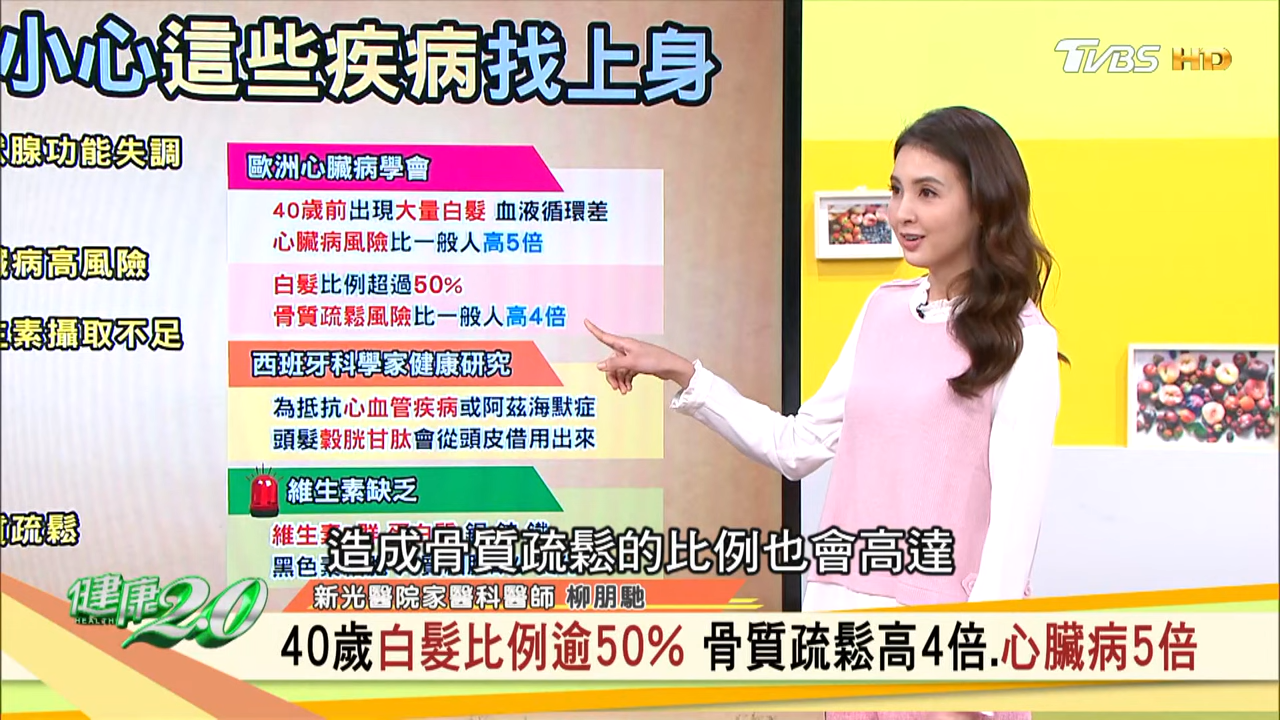 小心這些疾病找上身
TVBS HD
腺功能失調
病高風險
素攝取不足
疏鬆
歐洲心臟病學會
40歲前出現大量白髮 血液循環差
心臟病風險比一般人高5倍
白髮比例超過50%
骨質疏鬆風險比一般人高4倍
西班牙科學家健康研究
為抵抗心血管疾病或阿茲海默症
頭髮穀胱甘肽會從頭皮借用出來
維生素缺乏
維生素
黑色素
造成骨質疏鬆的比例也會高達
健康2.0
HEALTH
新光醫院家醫科醫師 柳朋馳
40歲白髮比例逾50% 骨質疏鬆高4倍.心臟病5倍